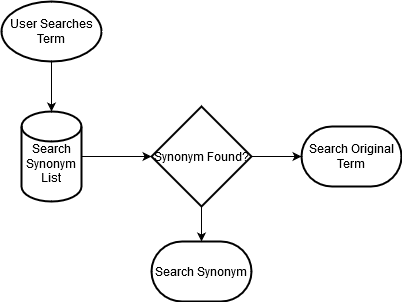 User Searches
Term
Search
Synonym
List
Synonym Found?
Search Original
Term
Search Synonym